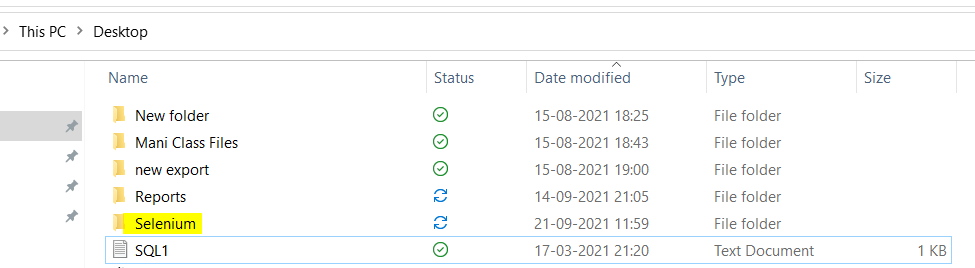 This PC > Desktop
Name Status Date modified Type Size
New folder 15-08-2021 18:25 File folder
Mani Class Files 15-08-2021 18:43 File folder
new export 15-08-2021 19:00 File folder
Reports 14-09-2021 21:05 File folder
Selenium 21-09-2021 11:59 File folder
SQL1 17-03-2021 21:20 Text Document 1 KB